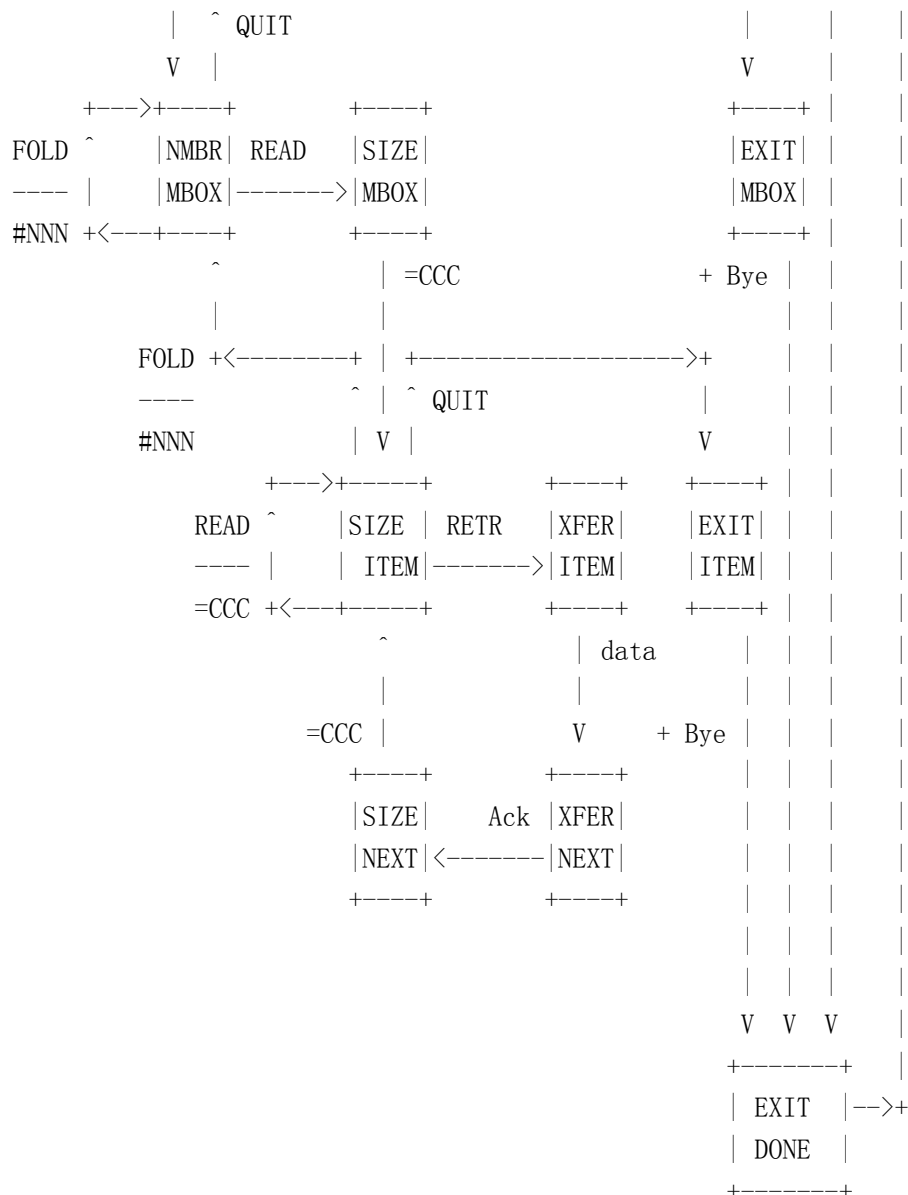 | ^ QUIT | | |
V | V | |
+--->+----+ +----+ +----+ | |
FOLD ^ |NMBR| READ |SIZE| |EXIT| | |
---- | |MBOX|------->|MBOX| |MBOX| | |
#NNN +<---+----+ +----+ +----+ | |
^ | =CCC + Bye | | |
| | | | |
FOLD +<--------+ | +-------------------->+ | | |
---- ^ | ^ QUIT | | | |
#NNN | V | V | | |
+--->+-----+ +----+ +----+ | | |
READ ^ |SIZE | RETR |XFER| |EXIT| | | |
---- | | ITEM|------->|ITEM| |ITEM| | | |
=CCC +<---+-----+ +----+ +----+ | | |
^ | data | | | |
| | | | | |
=CCC | V + Bye | | | |
+----+ +----+ | | | |
|SIZE| Ack |XFER| | | | |
|NEXT|<-------|NEXT| | | | |
+----+ +----+ | | | |
| | | |
| | | |
V V V |
+-------+ |
| EXIT |-->+
| DONE |
+-------+